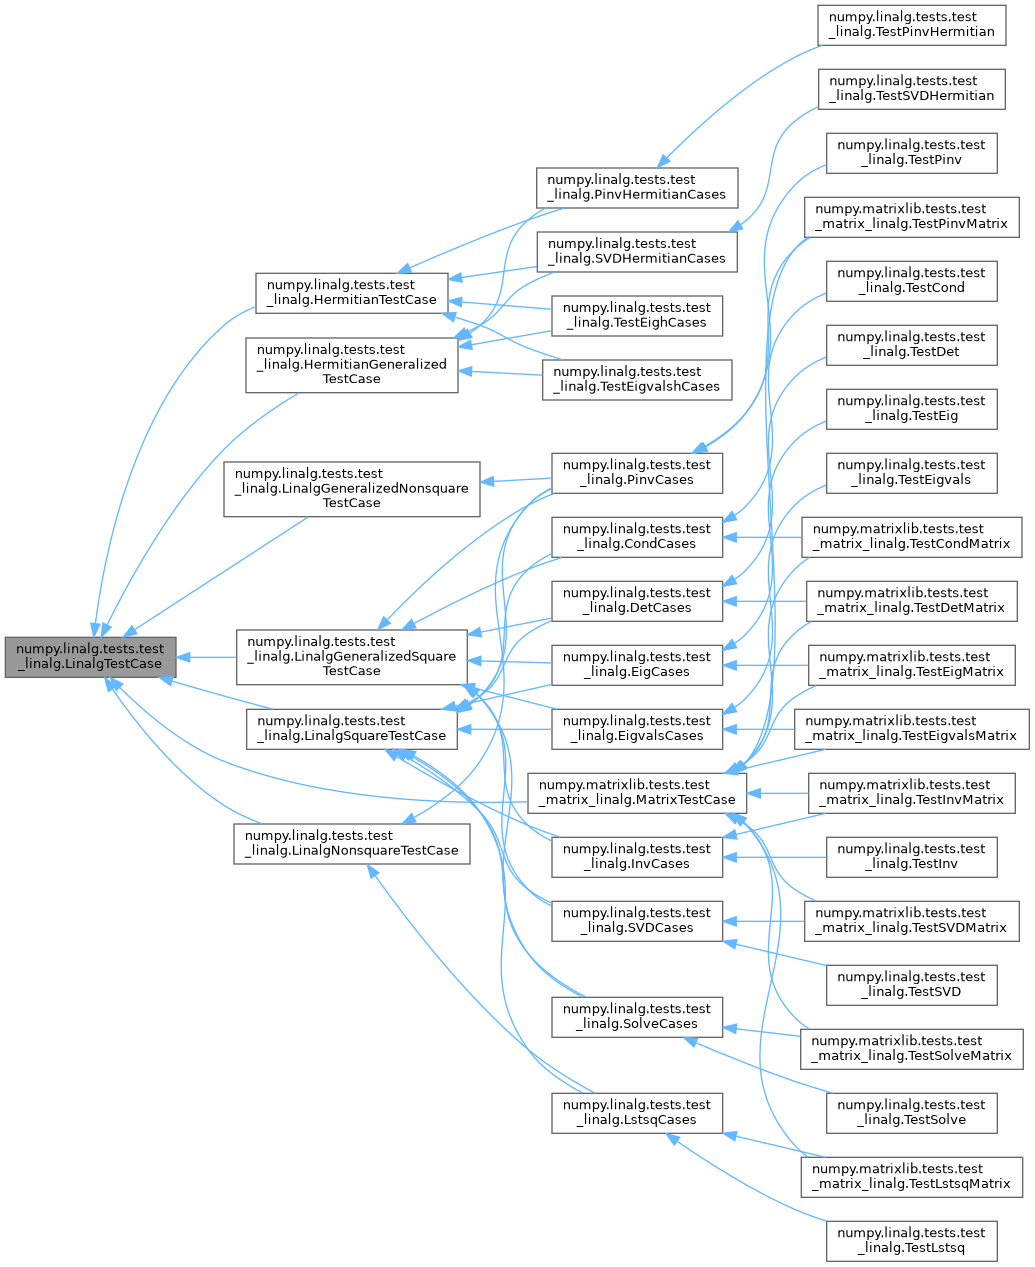 numpy.linalg.tests.test
_linalg.LinalgTestCase
numpy.linalg.tests.test
_linalg.HermitianTestCase
numpy.linalg.tests.test
_linalg.HermitianGeneralized
TestCase
numpy.linalg.tests.test
_linalg.LinalgGeneralizedNonsquare
TestCase
numpy.linalg.tests.test
_linalg.LinalgGeneralizedSquare
TestCase
numpy.linalg.tests.test
_linalg.LinalgSquareTestCase
numpy.linalg.tests.test
_linalg.LinalgNonsquareTestCase
numpy.linalg.tests.test
_linalg.PinvHermitianCases
numpy.linalg.tests.test
_linalg.SVDHermitianCases
numpy.linalg.tests.test
_linalg.TestEighCases
numpy.linalg.tests.test
_linalg.TestEigvalshCases
numpy.linalg.tests.test
_linalg.PinvCases
numpy.linalg.tests.test
_linalg.CondCases
numpy.linalg.tests.test
_linalg.DetCases
numpy.linalg.tests.test
_linalg.EigCases
numpy.linalg.tests.test
_linalg.EigvalsCases
numpy.matrixlib.tests.test
_matrix_linalg.MatrixTestCase
numpy.linalg.tests.test
_linalg.InvCases
numpy.linalg.tests.test
_linalg.SVDCases
numpy.linalg.tests.test
_linalg.SolveCases
numpy.linalg.tests.test
_linalg.LstsqCases
numpy.linalg.tests.test
_linalg.TestPinvHermitian
numpy.linalg.tests.test
_linalg.TestSVDHermitian
numpy.linalg.tests.test
_linalg.TestPinv
numpy.matrixlib.tests.test
_matrix_linalg.TestPinvMatrix
numpy.linalg.tests.test
_linalg.TestCond
numpy.linalg.tests.test
_linalg.TestDet
numpy.linalg.tests.test
_linalg.TestEig
numpy.linalg.tests.test
_linalg.TestEigvals
numpy.matrixlib.tests.test
_matrix_linalg.TestCondMatrix
numpy.matrixlib.tests.test
_matrix_linalg.TestDetMatrix
numpy.matrixlib.tests.test
_matrix_linalg.TestEigMatrix
numpy.matrixlib.tests.test
_matrix_linalg.TestEigvalsMatrix
numpy.matrixlib.tests.test
_matrix_linalg.TestInvMatrix
numpy.linalg.tests.test
_linalg.TestInv
numpy.matrixlib.tests.test
_matrix_linalg.TestSVDMatrix
numpy.linalg.tests.test
_linalg.TestSVD
numpy.matrixlib.tests.test
_matrix_linalg.TestSolveMatrix
numpy.linalg.tests.test
_linalg.TestSolve
numpy.matrixlib.tests.test
_matrix_linalg.TestLstsqMatrix
numpy.linalg.tests.test
_linalg.TestLstsq